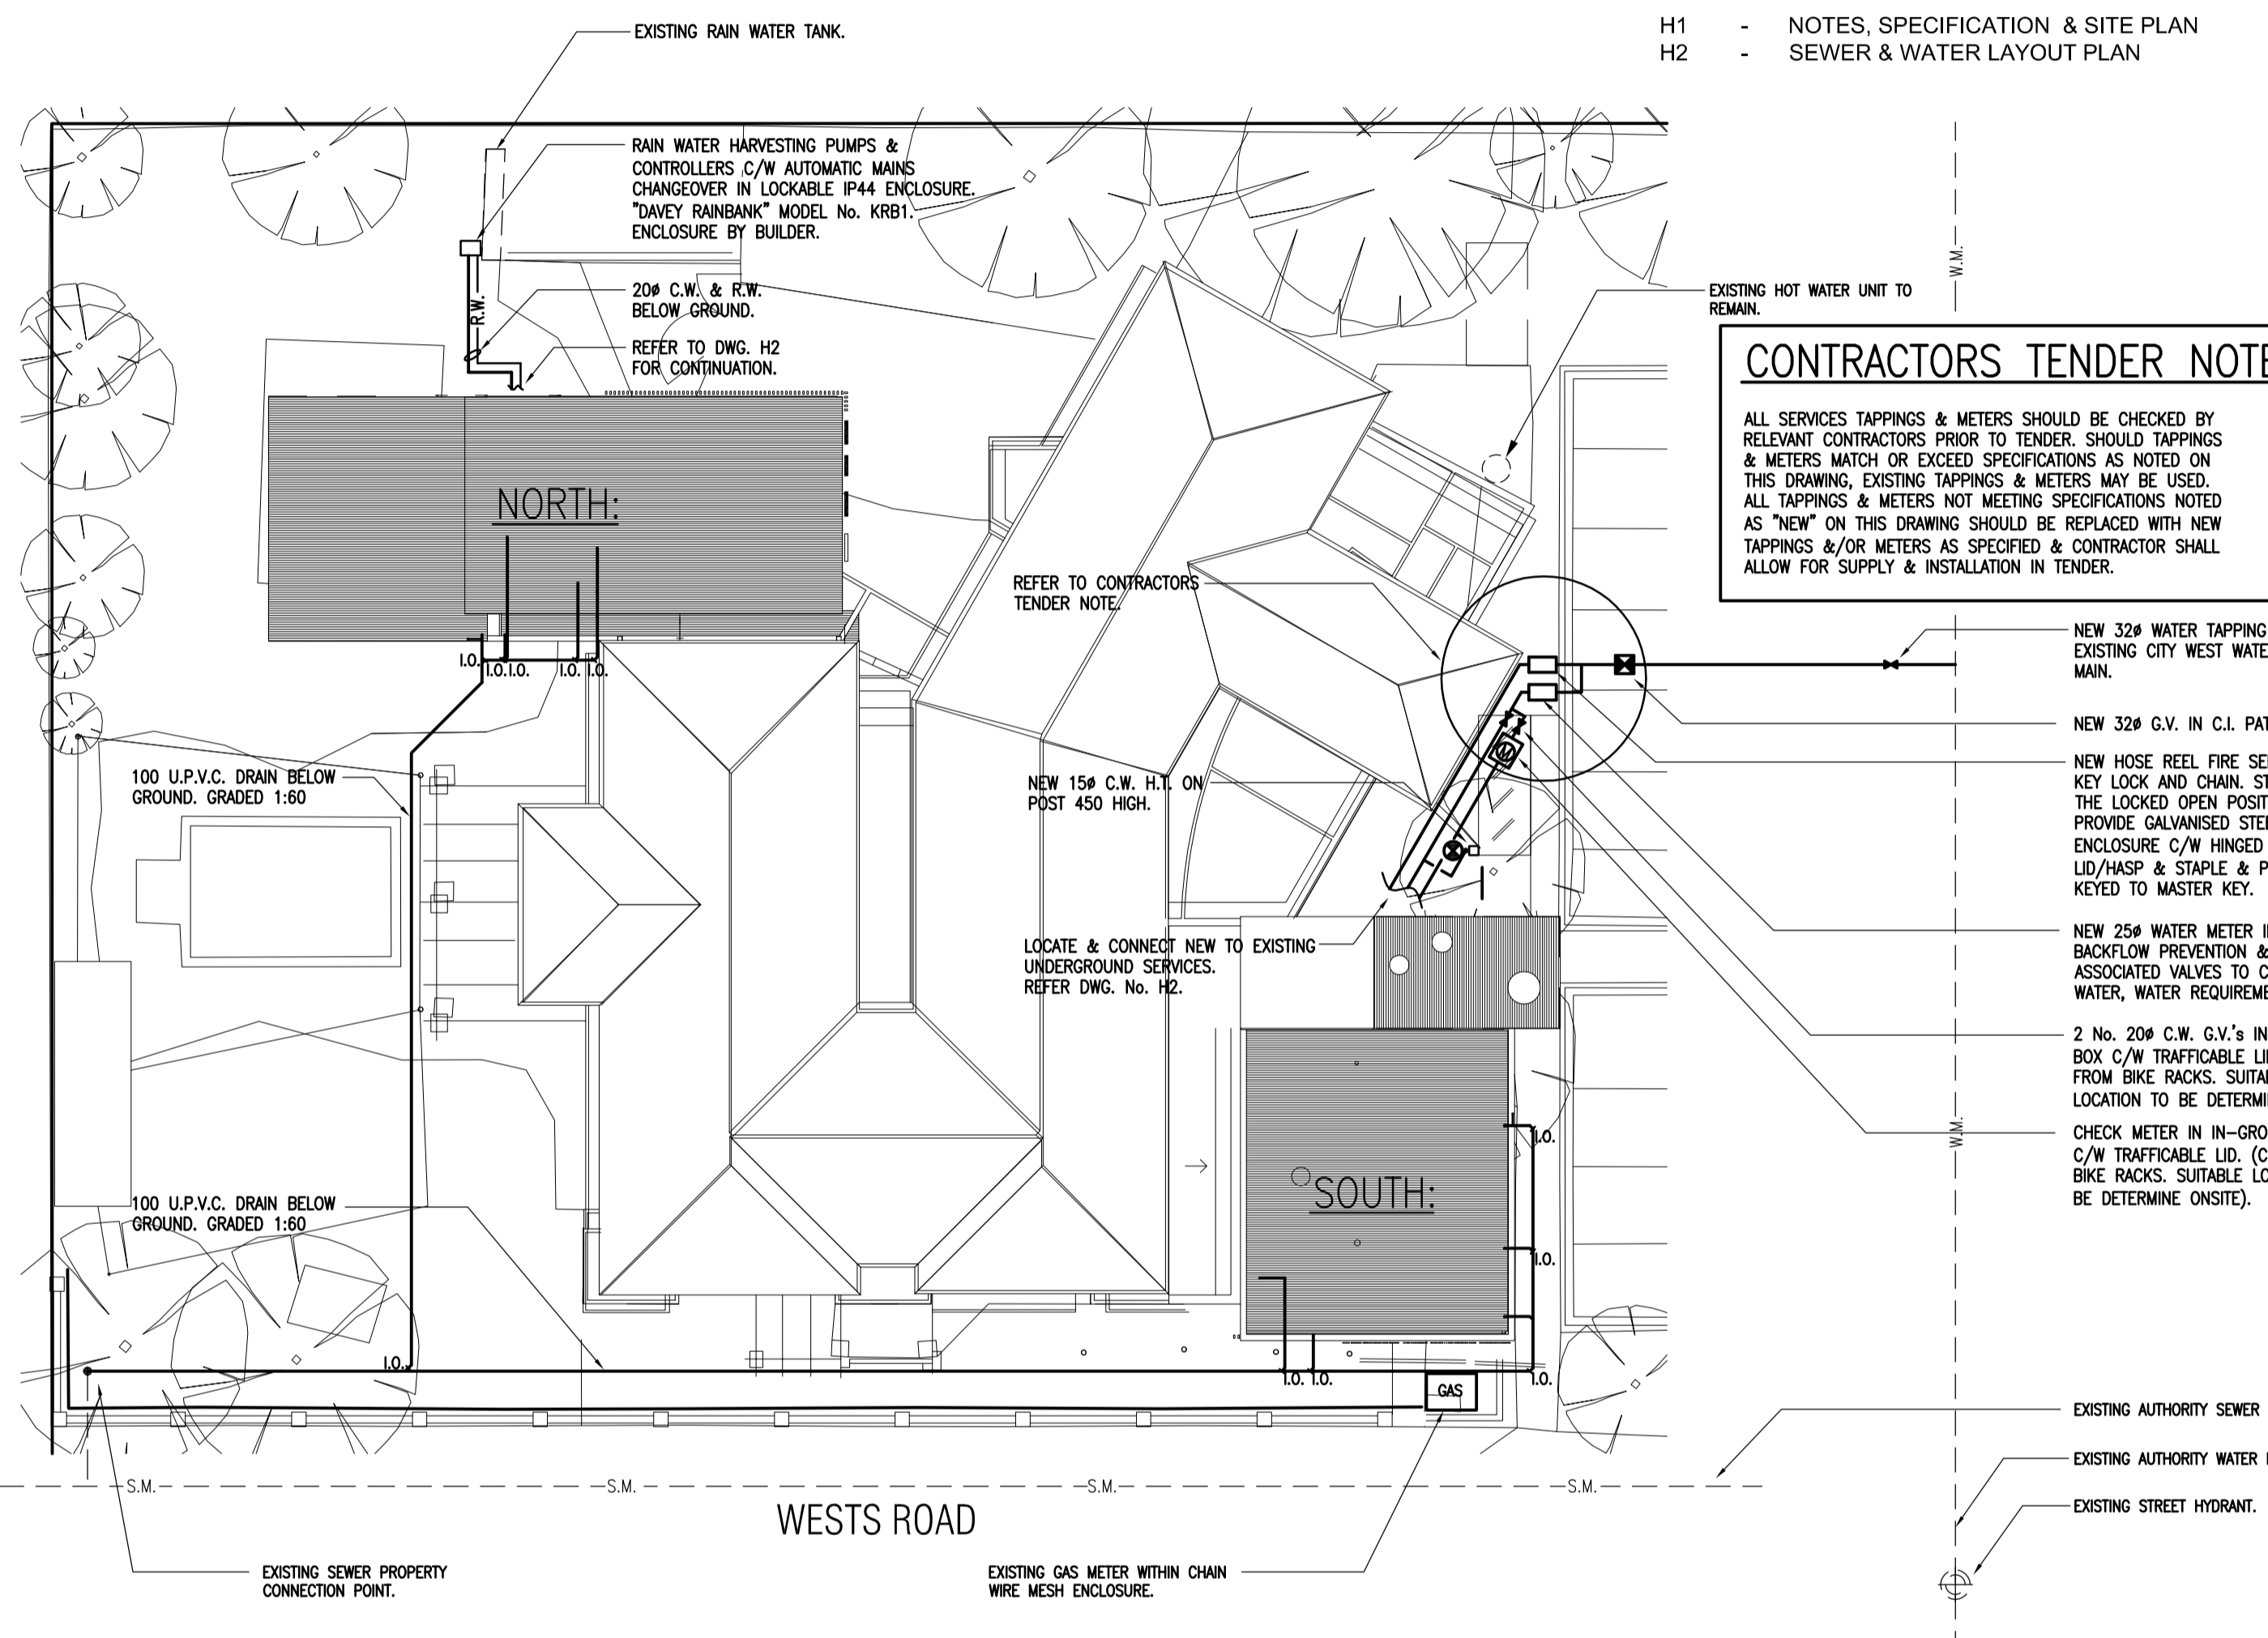 H1 - NOTES, SPECIFICATION & SITE PLAN
H2 - SEWER & WATER LAYOUT PLAN
EXISTING RAIN WATER TANK.
RAIN WATER HARVESTING PUMPS &
CONTROLLERS C/W AUTOMATIC MAINS
CHANGEOVER IN LOCKABLE IP44 ENCLOSURE.
"DAVEY RAINBANK" MODEL No. KRB1.
ENCLOSURE BY BUILDER.
R.W.
20ø C.W. & R.W.
BELOW GROUND.
REFER TO DWG. H2
FOR CONTINUATION.
W.M.
EXISTING HOT WATER UNIT TO
REMAIN.
CONTRACTORS TENDER NOTE
ALL SERVICES TAPPINGS & METERS SHOULD BE CHECKED BY
RELEVANT CONTRACTORS PRIOR TO TENDER. SHOULD TAPPINGS
& METERS MATCH OR EXCEED SPECIFICATIONS AS NOTED ON
THIS DRAWING, EXISTING TAPPINGS & METERS MAY BE USED.
ALL TAPPINGS & METERS NOT MEETING SPECIFICATIONS NOTED
AS "NEW" ON THIS DRAWING SHOULD BE REPLACED WITH NEW
TAPPINGS &/OR METERS AS SPECIFIED & CONTRACTOR SHALL
ALLOW FOR SUPPLY & INSTALLATION IN TENDER.
NORTH:
REFER TO CONTRACTORS
TENDER NOTE.
I.O.
I.O. I.O. I.O. I.O.
NEW 32ø WATER TAPPING
EXISTING CITY WEST WATE
MAIN.
NEW 32ø G.V. IN C.I. PAT
100 U.P.V.C. DRAIN BELOW
GROUND. GRADED 1:60
NEW 15ø C.W. H.T. ON
POST 450 HIGH.
M
NEW HOSE REEL FIRE SE
KEY LOCK AND CHAIN. ST
THE LOCKED OPEN POSIT
PROVIDE GALVANISED STE
ENCLOSURE C/W HINGED
LID/HASP & STAPLE & P
KEYED TO MASTER KEY.
LOCATE & CONNECT NEW TO EXISTING
UNDERGROUND SERVICES.
REFER DWG. No. H2.
NEW 25ø WATER METER I
BACKFLOW PREVENTION &
ASSOCIATED VALVES TO C
WATER, WATER REQUIREME
2 No. 20ø C.W. G.V.'s IN
BOX C/W TRAFFICABLE LI
FROM BIKE RACKS. SUITA
LOCATION TO BE DETERMI
CHECK METER IN IN-GRO
C/W TRAFFICABLE LID. (C
BIKE RACKS. SUITABLE LO
BE DETERMINE ONSITE).
W.M.
I.O.
SOUTH:
100 U.P.V.C. DRAIN BELOW
GROUND. GRADED 1:60
I.O.
I.O.
I.O. I.O.
I.O.
GAS
EXISTING AUTHORITY SEWER
EXISTING AUTHORITY WATER
EXISTING STREET HYDRANT.
S.M. S.M. S.M. S.M.
WESTS ROAD
EXISTING SEWER PROPERTY
CONNECTION POINT.
EXISTING GAS METER WITHIN CHAIN
WIRE MESH ENCLOSURE.